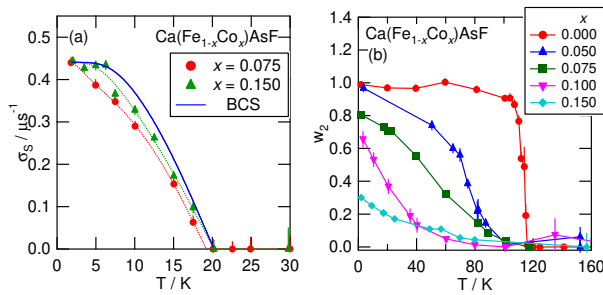 (a) Ca(Fe1-xCox)AsF
x = 0.075
x = 0.150
BCS
σS / μs-1
0.5
0.4
0.3
0.2
0.1
0.0
0 5 10 15 20 25 30
T / K
Ca(Fe1-xCox)AsF
(b)
x
0.000
0.050
0.075
0.100
0.150
w2
1.4
1.2
1.0
0.8
0.6
0.4
0.2
0.0
0 40 80 120 160
T / K